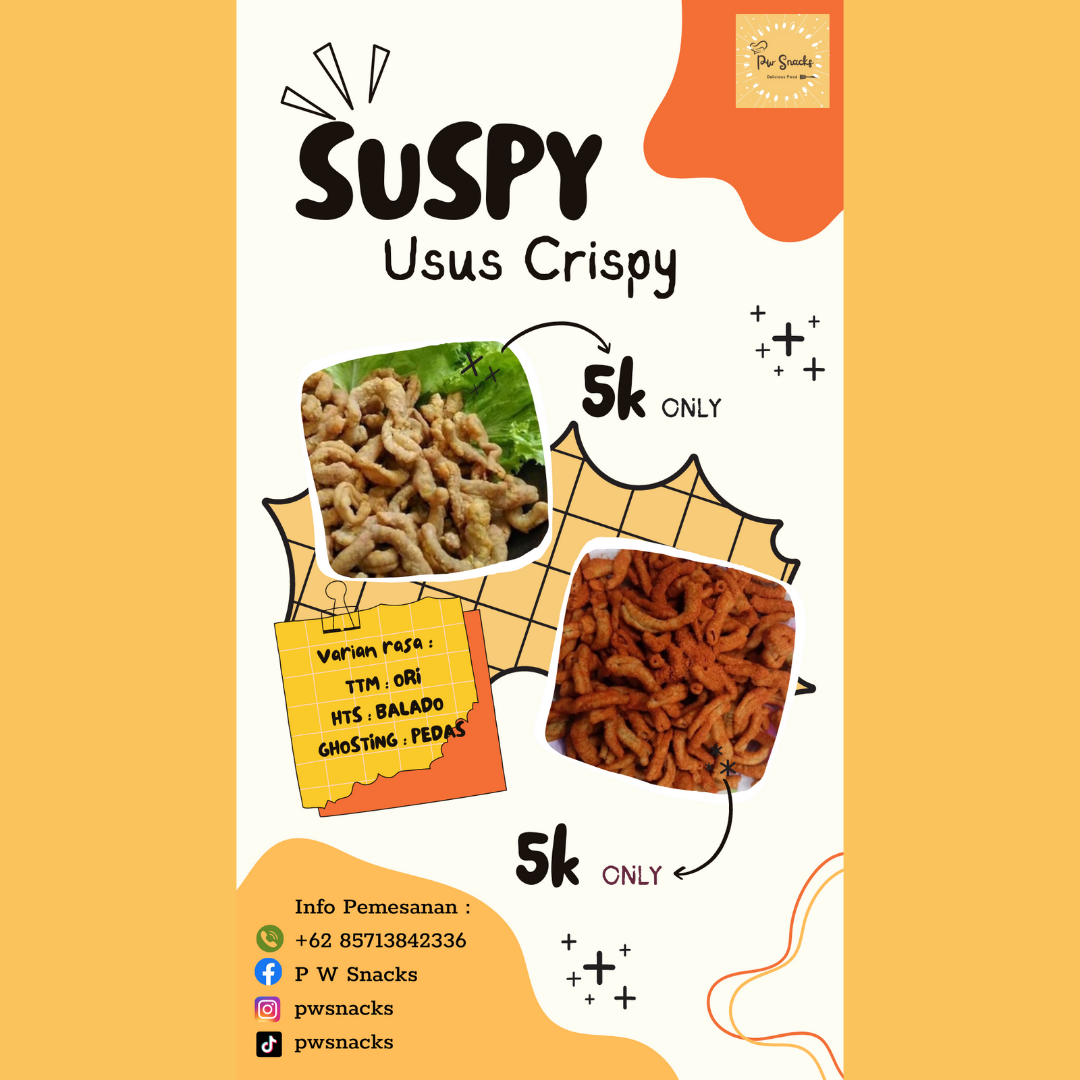 PW Snacks
Delicious Food
SuSPY
Usus Crispy
5k ONLY
Varian rasa :
TTM : ORi
HTS : BALADO
GHOSTiNG : PEDAS
5k ONLY
Info Pemesanan :
+62 85713842336
P W Snacks
pwsnacks
pwsnacks